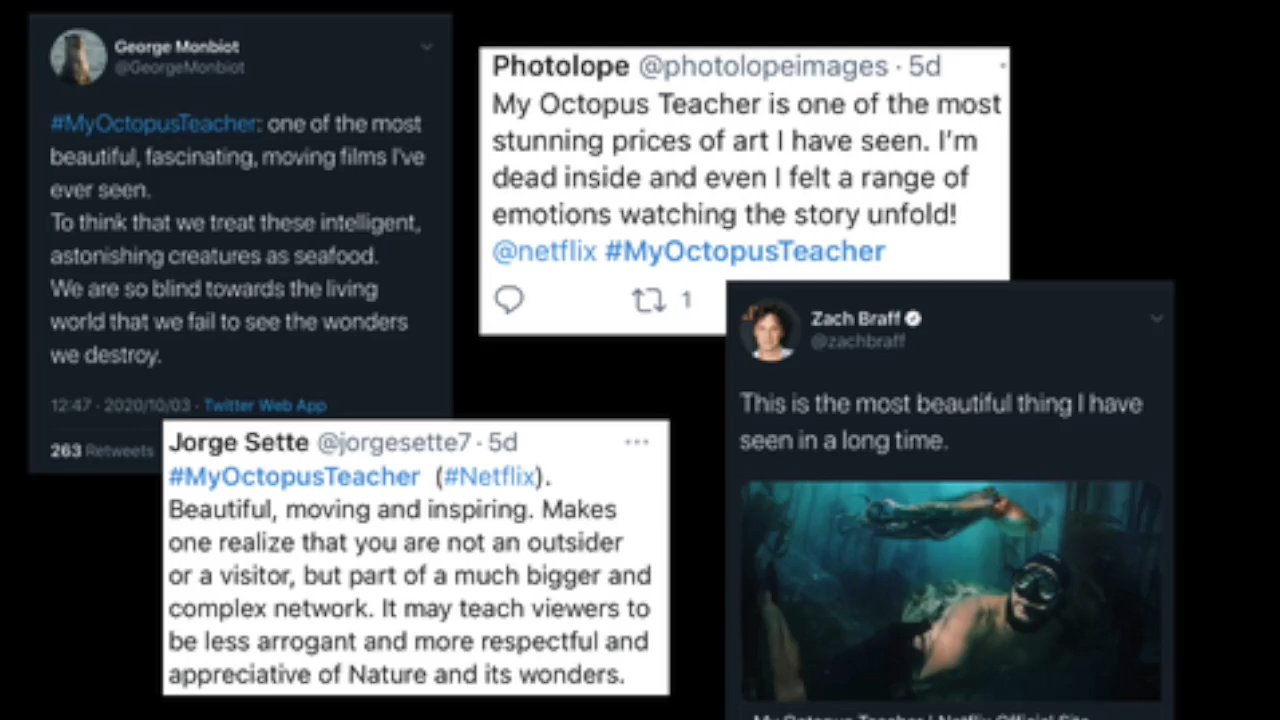 George Monbiot
@GeorgeMonbiot
#MyOctopusTeacher: one of the most
beautiful, fascinating, moving films I've
ever seen.
To think that we treat these intelligent,
astonishing creatures as seafood.
We are so blind towards the living
world that we fail to see the wonders
we destroy.
12:47 · 2020/10/03 · Twitter Web App
263 Retweets
Photolope @photolopeimages · 5d
My Octopus Teacher is one of the most
stunning prices of art I have seen. I'm
dead inside and even I felt a range of
emotions watching the story unfold!
@netflix #MyOctopusTeacher
1
Jorge Sette @jorgesette7 · 5d
#MyOctopusTeacher (#Netflix).
Beautiful, moving and inspiring. Makes
one realize that you are not an outsider
or a visitor, but part of a much bigger and
complex network. It may teach viewers to
be less arrogant and more respectful and
appreciative of Nature and its wonders.
Zach Braff
@zachbraff
This is the most beautiful thing I have
seen in a long time.
My Octopus Teacher | Netflix Official Site